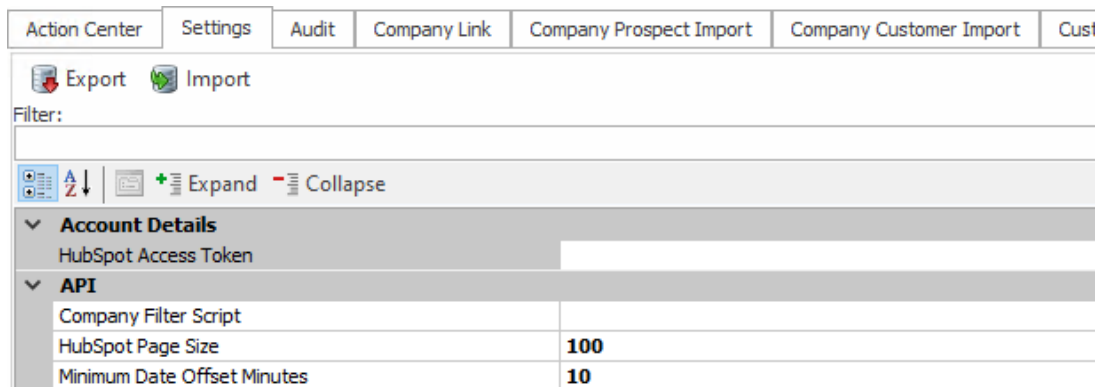 Action Center Settings Audit Company Link Company Prospect Import Company Customer Import
Export Import
Filter:
Expand Collapse
Account Details
HubSpot Access Token
API
Company Filter Script
HubSpot Page Size 100
Minimum Date Offset Minutes 10